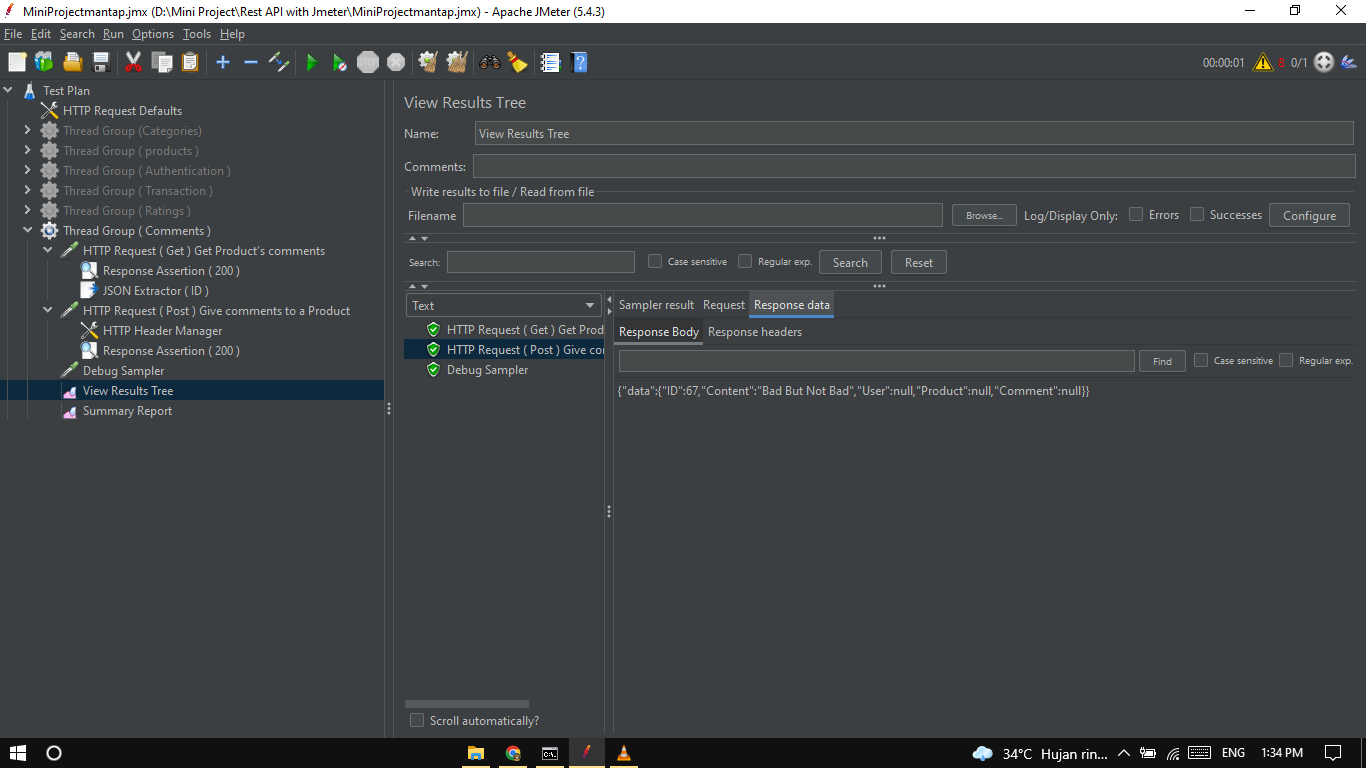 MiniProjectmantap.jmx (D:\Mini Project\Rest API with Jmeter\MiniProjectmantap.jmx) - Apache JMeter (5.4.3)
File Edit Search Run Options Tools Help
00:00:01 8 0/1
Test Plan
HTTP Request Defaults
Thread Group (Categories)
Thread Group ( products )
Thread Group ( Authentication )
Thread Group ( Transaction )
Thread Group ( Ratings )
Thread Group ( Comments )
HTTP Request ( Get ) Get Product's comments
Response Assertion ( 200 )
JSON Extractor ( ID )
HTTP Request ( Post ) Give comments to a Product
HTTP Header Manager
Response Assertion ( 200 )
Debug Sampler
View Results Tree
Summary Report
View Results Tree
Name: View Results Tree
Comments:
Write results to file / Read from file
Filename Browse... Log/Display Only: Errors Successes Configure
Search: Case sensitive Regular exp. Search Reset
Text
HTTP Request ( Get ) Get Prod
HTTP Request ( Post ) Give co
Debug Sampler
Scroll automatically?
Sampler result Request Response data
Response Body Response headers
Find Case sensitive Regular exp.
{"data":{"ID":67,"Content":"Bad But Not Bad","User":null,"Product":null,"Comment":null}}
34°C Hujan rin... ENG 1:34 PM